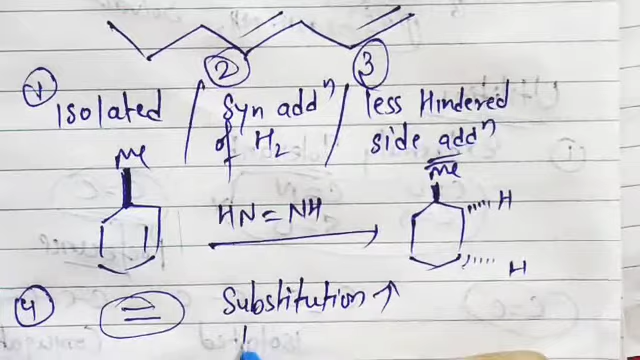 ① Isolated / ② Syn addⁿ of H₂ / ③ less Hindered side addⁿ
Me
HN=NH
Me
H
H
④ = Substitution ↑